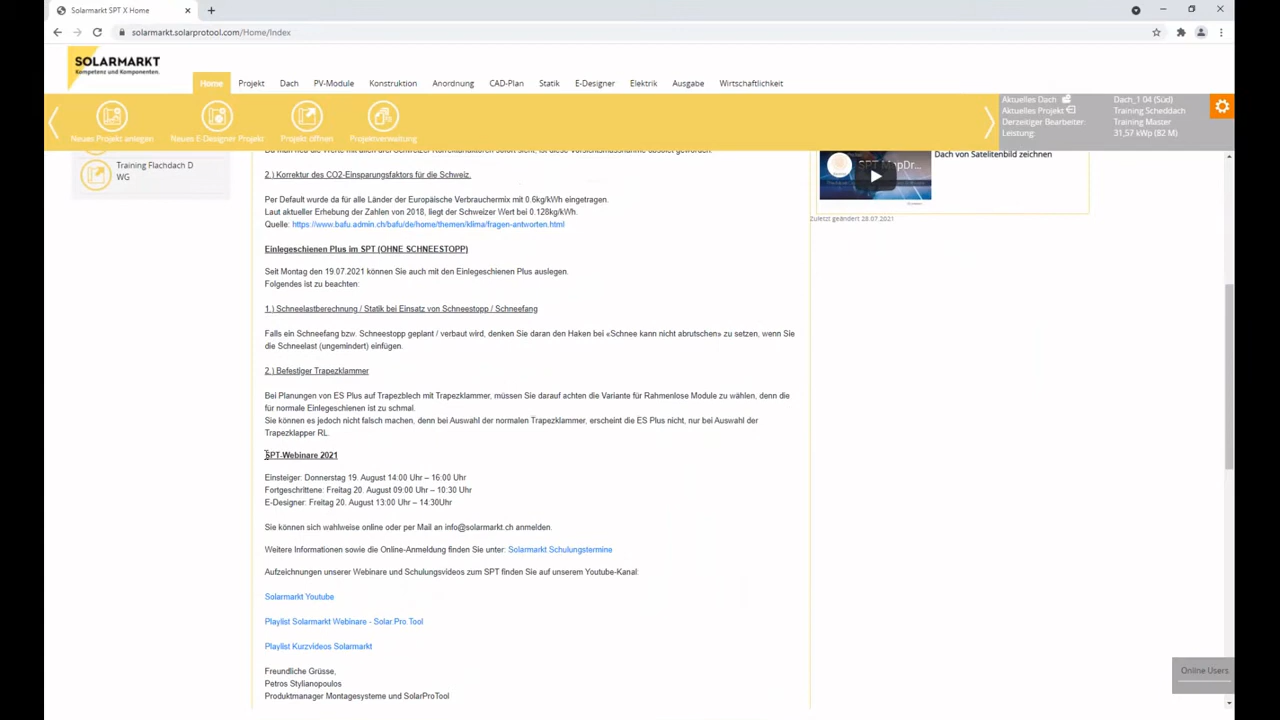 Solarmarkt SPT X Home
solarmarkt.solarprotool.com/Home/Index
SOLARMARKT
Kompetenz und Komponenten.
Home Projekt Dach PV-Module Konstruktion Anordnung CAD-Plan Statik E-Designer Elektrik Ausgabe Wirtschaftlichkeit
Neues Projekt anlegen Neues E-Designer Projekt Projekt öffnen Projektverwaltung
Aktuelles Dach Dach_1 04 (Süd)
Aktuelles Projekt Training Scheddach
Derzeitiger Bearbeiter: Training Master
Leistung: 31,57 kWp (82 M)
Training Flachdach D
WG
SPT MapDr...
Dach von Satelitenbild zeichnen
Zuletzt geändert 28.07.2021
2.) Korrektur des CO2-Einsparungsfaktors für die Schweiz.
Per Default wurde da für alle Länder der Europäische Verbrauchermix mit 0.6kg/kWh eingetragen.
Laut aktueller Erhebung der Zahlen von 2018, liegt der Schweizer Wert bei 0.128kg/kWh.
Quelle: https://www.bafu.admin.ch/bafu/de/home/themen/klima/fragen-antworten.html
Einlegeschienen Plus im SPT (OHNE SCHNEESTOPP)
Seit Montag den 19.07.2021 können Sie auch mit den Einlegeschienen Plus auslegen.
Folgendes ist zu beachten:
1.) Schneelastberechnung / Statik bei Einsatz von Schneestopp / Schneefang
Falls ein Schneefang bzw. Schneestopp geplant / verbaut wird, denken Sie daran den Haken bei «Schnee kann nicht abrutschen» zu setzen, wenn Sie
die Schneelast (ungemindert) einfügen.
2.) Befestiger Trapezklammer
Bei Planungen von ES Plus auf Trapezblech mit Trapezklammer, müssen Sie darauf achten die Variante für Rahmenlose Module zu wählen, denn die
für normale Einlegeschienen ist zu schmal.
Sie können es jedoch nicht falsch machen, denn bei Auswahl der normalen Trapezklammer, erscheint die ES Plus nicht, nur bei Auswahl der
Trapezklapper RL.
SPT-Webinare 2021
Einsteiger: Donnerstag 19. August 14:00 Uhr – 16:00 Uhr
Fortgeschrittene: Freitag 20. August 09:00 Uhr – 10:30 Uhr
E-Designer: Freitag 20. August 13:00 Uhr – 14:30Uhr
Sie können sich wahlweise online oder per Mail an info@solarmarkt.ch anmelden.
Weitere Informationen sowie die Online-Anmeldung finden Sie unter: Solarmarkt Schulungstermine
Aufzeichnungen unserer Webinare und Schulungsvideos zum SPT finden Sie auf unserem Youtube-Kanal:
Solarmarkt Youtube
Playlist Solarmarkt Webinare - Solar.Pro.Tool
Playlist Kurzvideos Solarmarkt
Freundliche Grüsse,
Petros Stylianopoulos
Produktmanager Montagesysteme und SolarProTool
Online Users